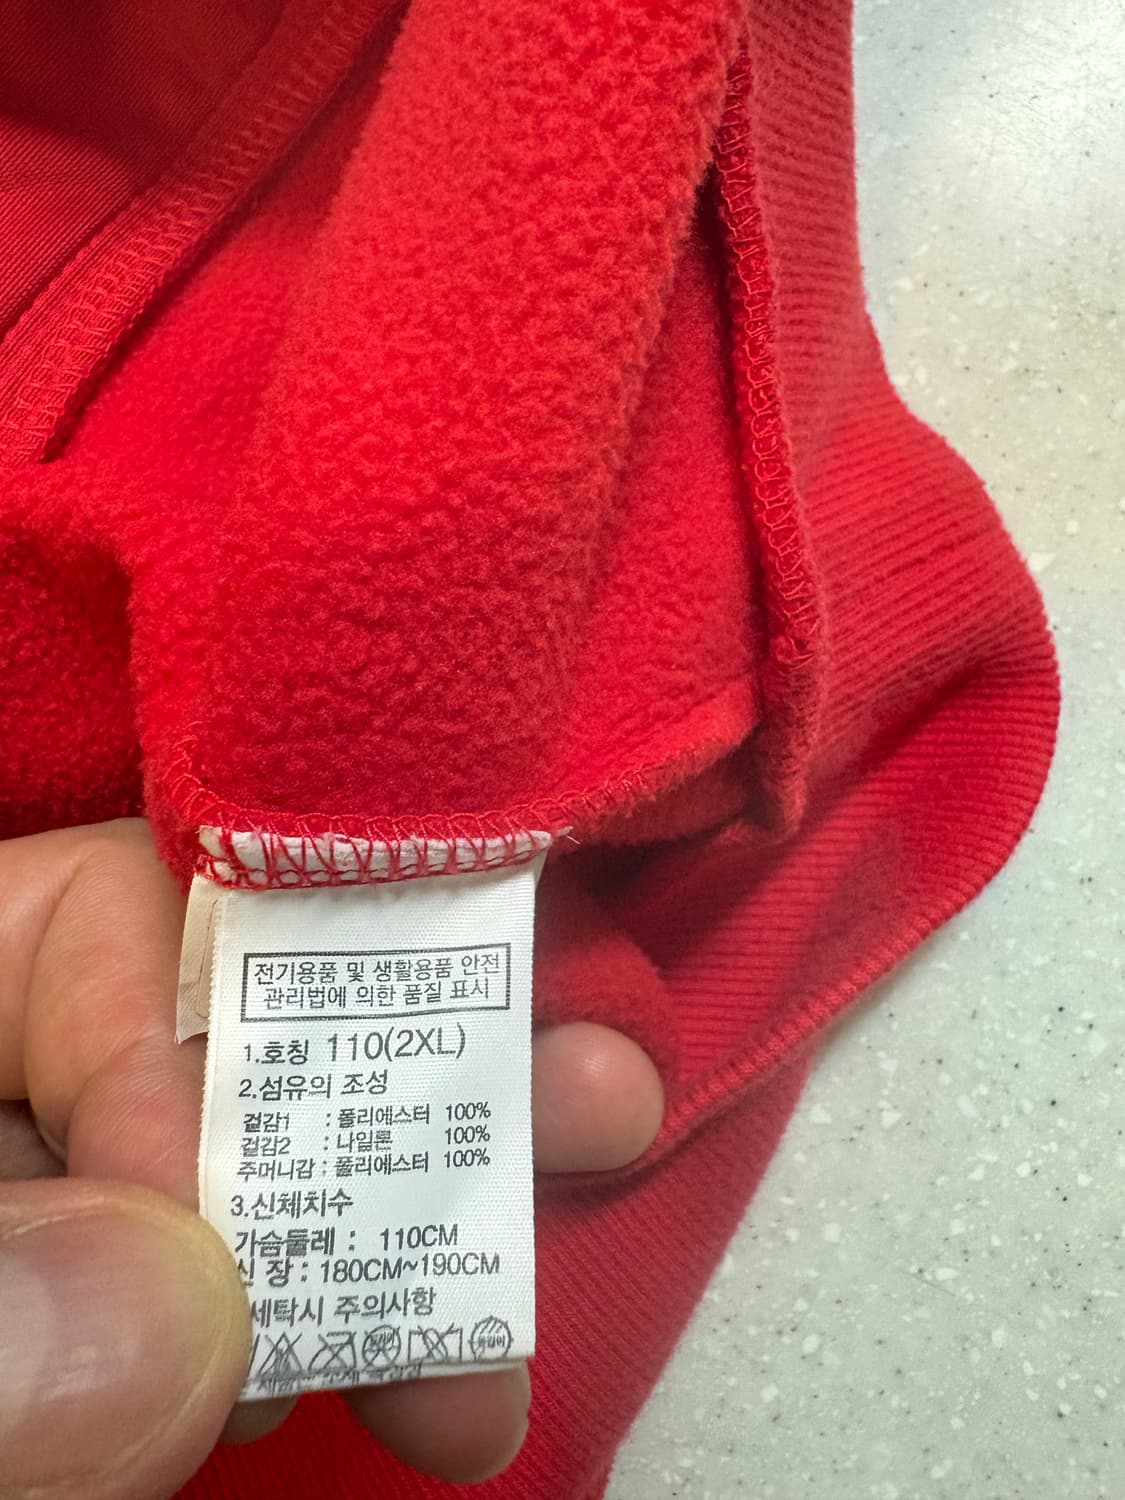 전기용품 및 생활용품 안전
관리법에 의한 품질 표시
1.호칭 110(2XL)
2.섬유의 조성
겉감1 : 폴리에스터 100%
겉감2 : 나일론 100%
주머니감 : 폴리에스터 100%
3.신체치수
가슴둘레 : 110CM
신 장 : 180CM~190CM
세탁시 주의사항